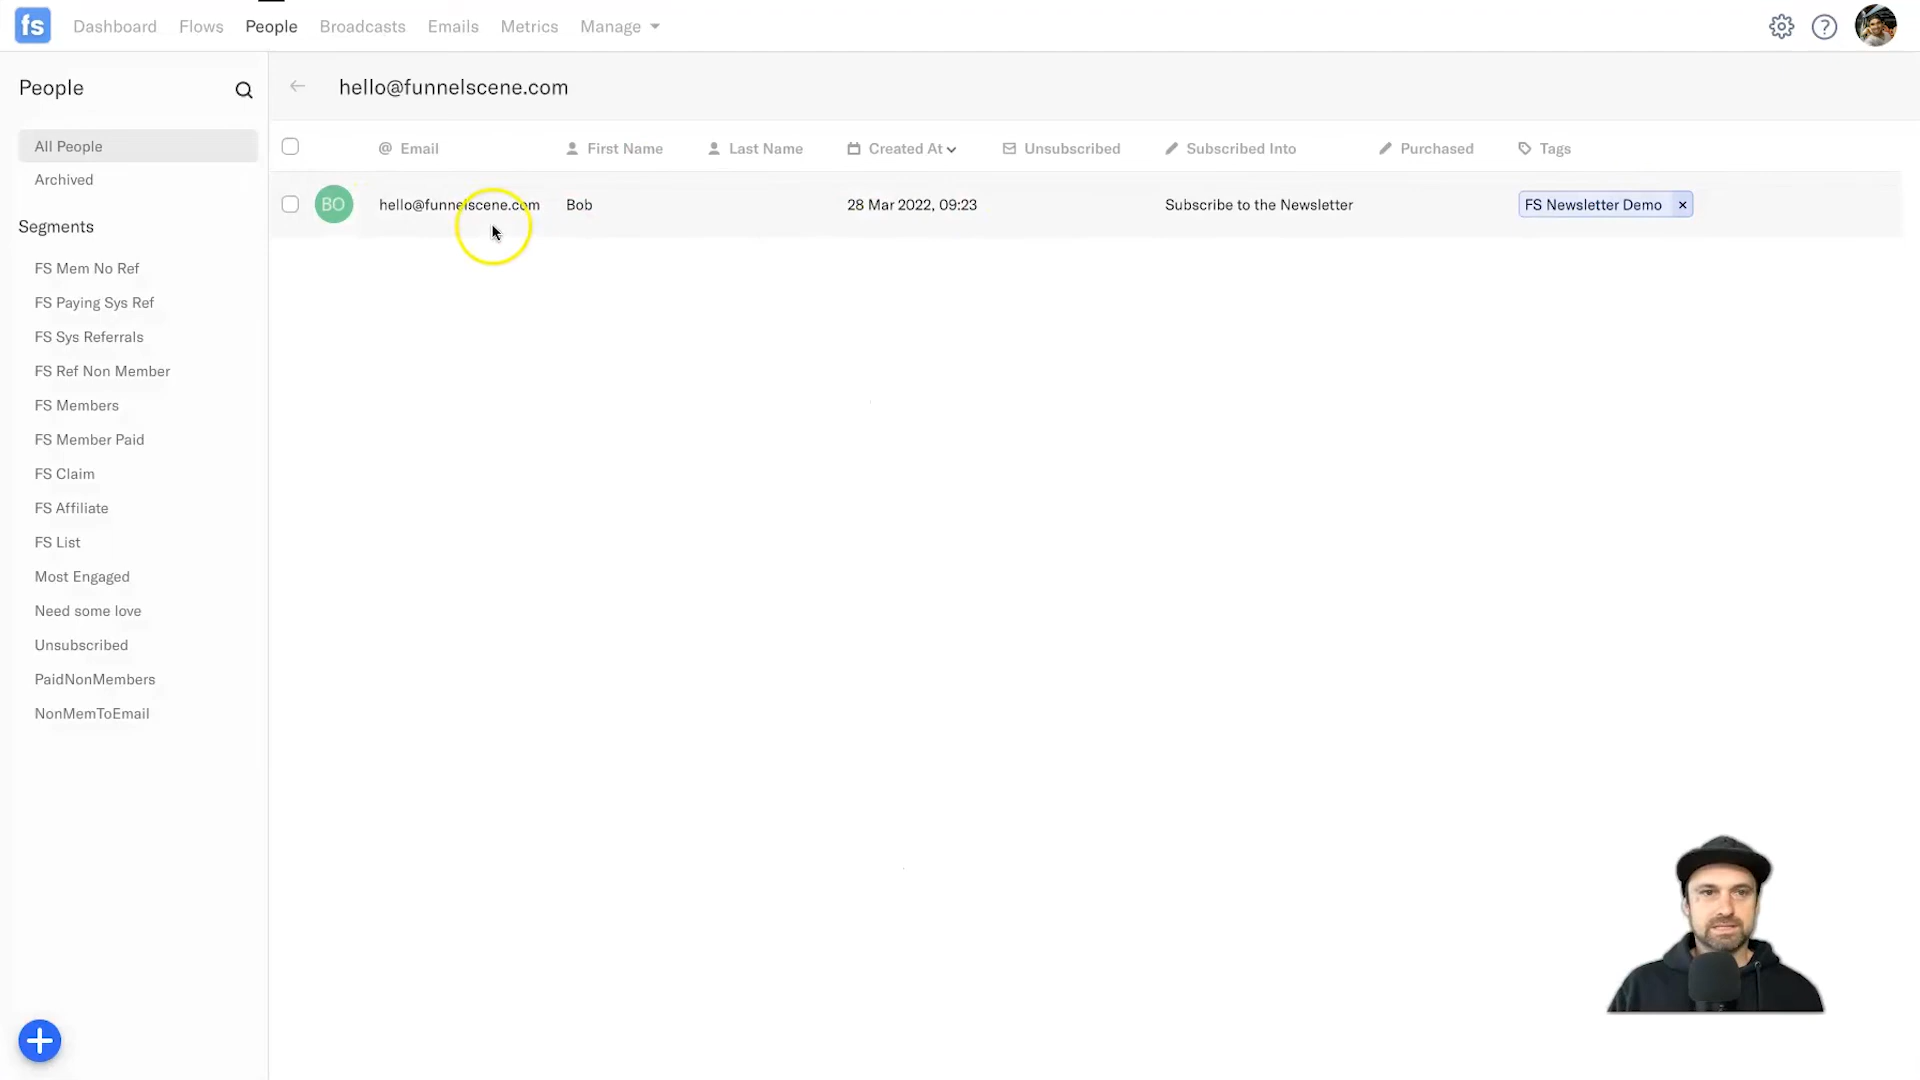 fs Dashboard Flows People Broadcasts Emails Metrics Manage ?
People
hello@funnelscene.com
All People
Archived
Segments
FS Mem No Ref
FS Paying Sys Ref
FS Sys Referrals
FS Ref Non Member
FS Members
FS Member Paid
FS Claim
FS Affiliate
FS List
Most Engaged
Need some love
Unsubscribed
PaidNonMembers
NonMemToEmail
@ Email First Name Last Name Created At Unsubscribed Subscribed Into Purchased Tags
BO hello@funnelscene.com Bob 28 Mar 2022, 09:23 Subscribe to the Newsletter FS Newsletter Demo ×